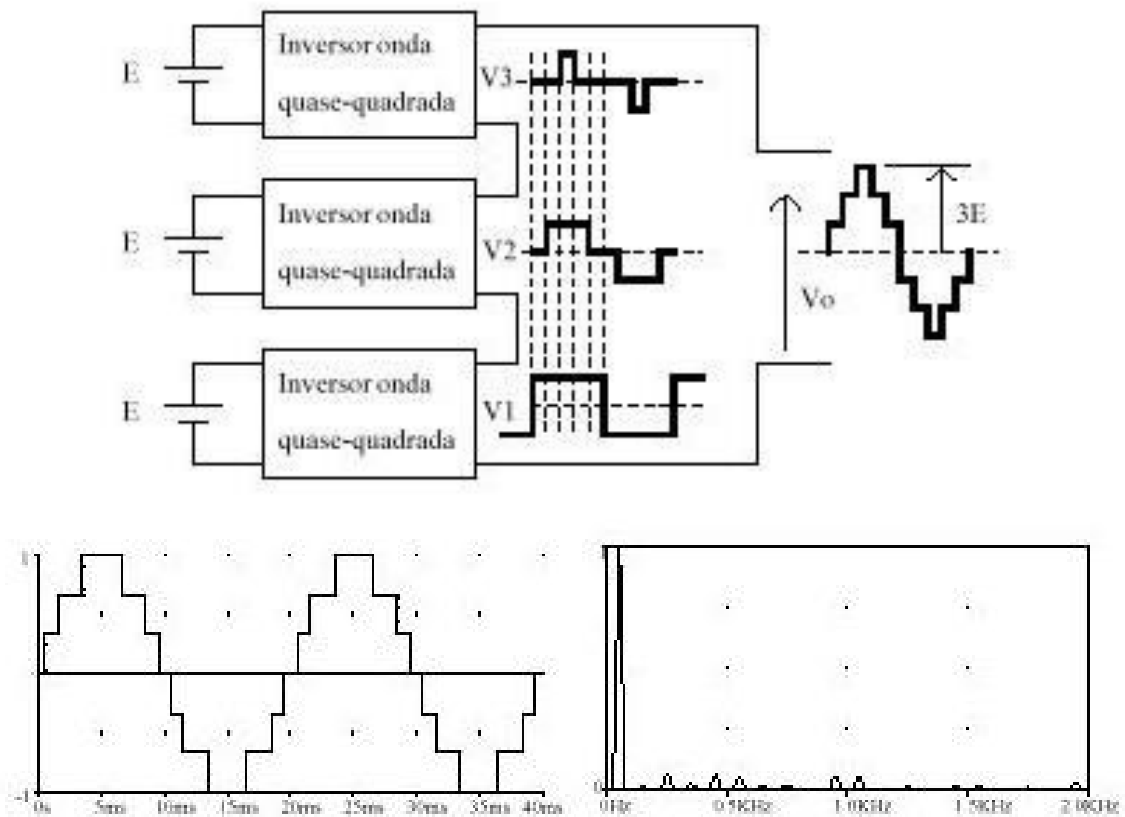 E
Inversor onda
quase-quadrada
V3
E
Inversor onda
quase-quadrada
V2
3E
Vo
E
Inversor onda
quase-quadrada
V1
1
-1
0s 5ms 10ms 15ms 20ms 25ms 30ms 35ms 40ms
0
0Hz 0.5KHz 1.0KHz 1.5KHz 2.0KHz